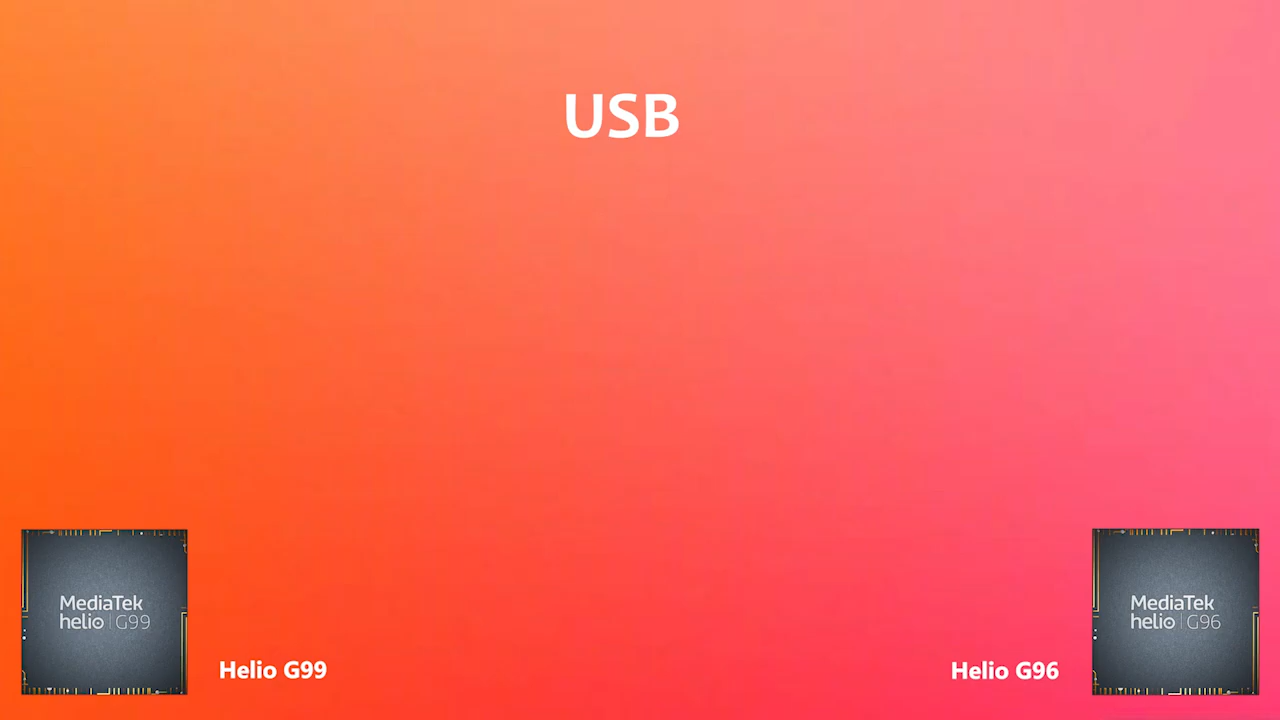 USB
MediaTek
helio | G99
Helio G99
Helio G96
MediaTek
helio | G96